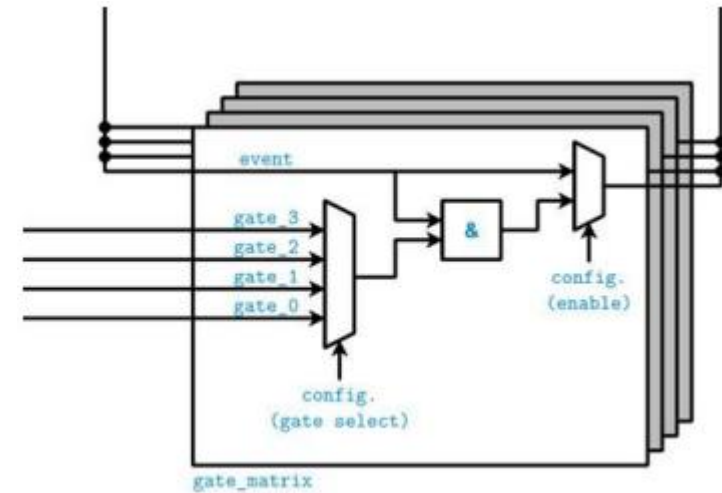 event
gate_3
gate_2
gate_1
gate_0
&
config.
(enable)
config.
(gate select)
gate_matrix